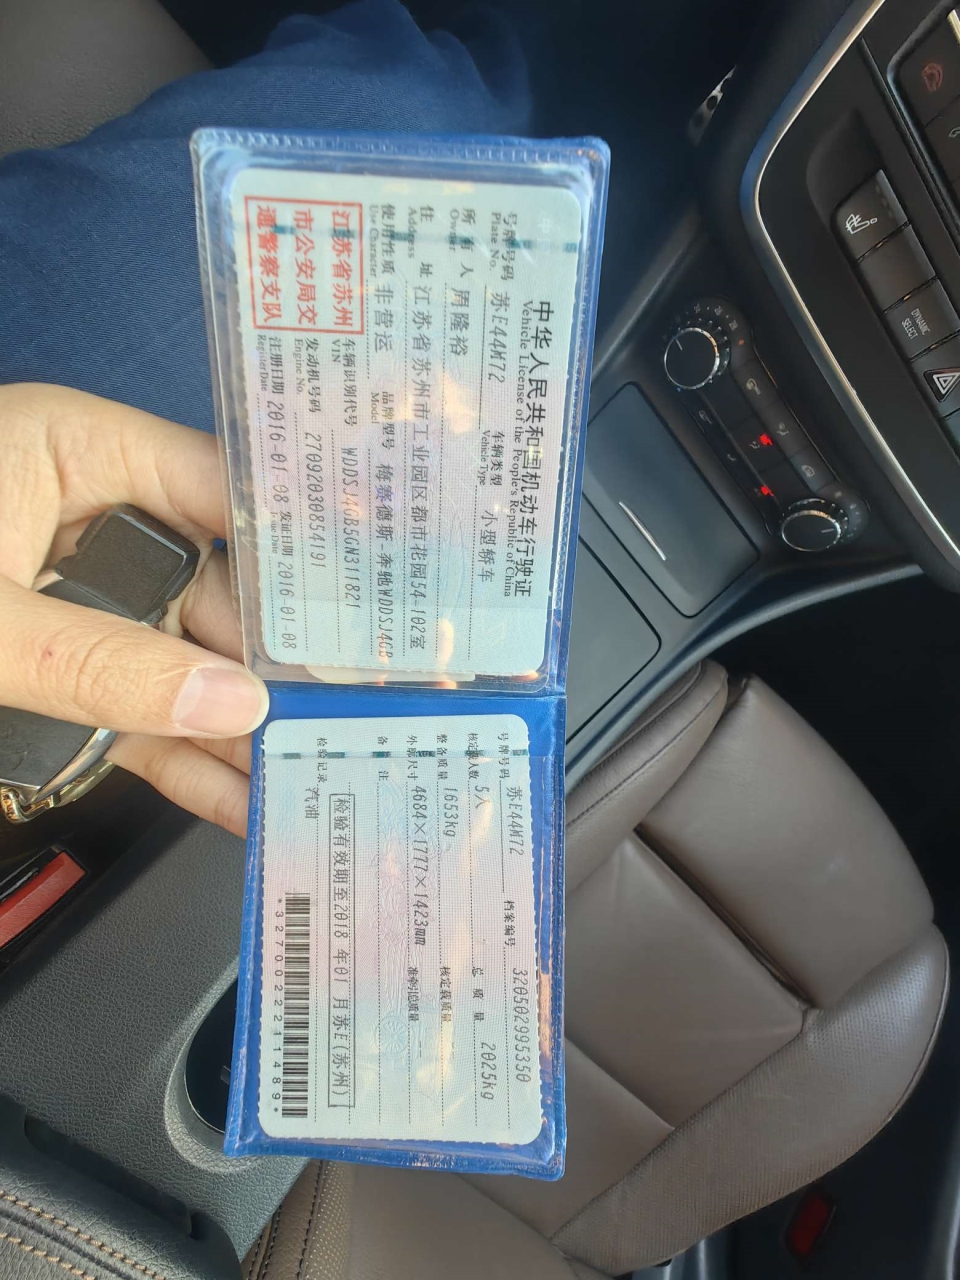 中华人民共和国机动车行驶证
Vehicle License of the People's Republic of China
号牌号码 苏E44M72 车辆类型 小型轿车
Plate No. Vehicle Type
所有人 周隆裕
Owner
住址 江苏省苏州市工业园区都市花园54-102室
Address
使用性质 非营运 品牌型号 梅赛德斯-奔驰WDDSJ4GB
Use Character Model
江苏省苏州
市公安局交
通警察支队
车辆识别代号 WDDSJ4GB5GN311821
VIN
发动机号码 27092030854191
Engine No.
注册日期 2016-01-08 发证日期 2016-01-08
Register Date Issue Date
号牌号码 苏E44M72 档案编号 320502995350
核定载人数 5人 总质量 2025kg
整备质量 1653kg 核定载质量
外廓尺寸 4684×1777×1423mm 准牵引总质量 --
备注
检验有效期至2018年01月苏E(苏州)
检验记录 汽油
*3270022211489*
DYNAMIC
SELECT